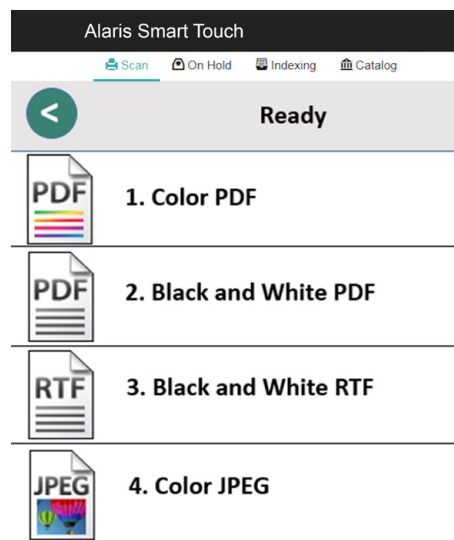 Alaris Smart Touch
Scan On Hold Indexing Catalog
< Ready
PDF 1. Color PDF
PDF 2. Black and White PDF
RTF 3. Black and White RTF
JPEG 4. Color JPEG